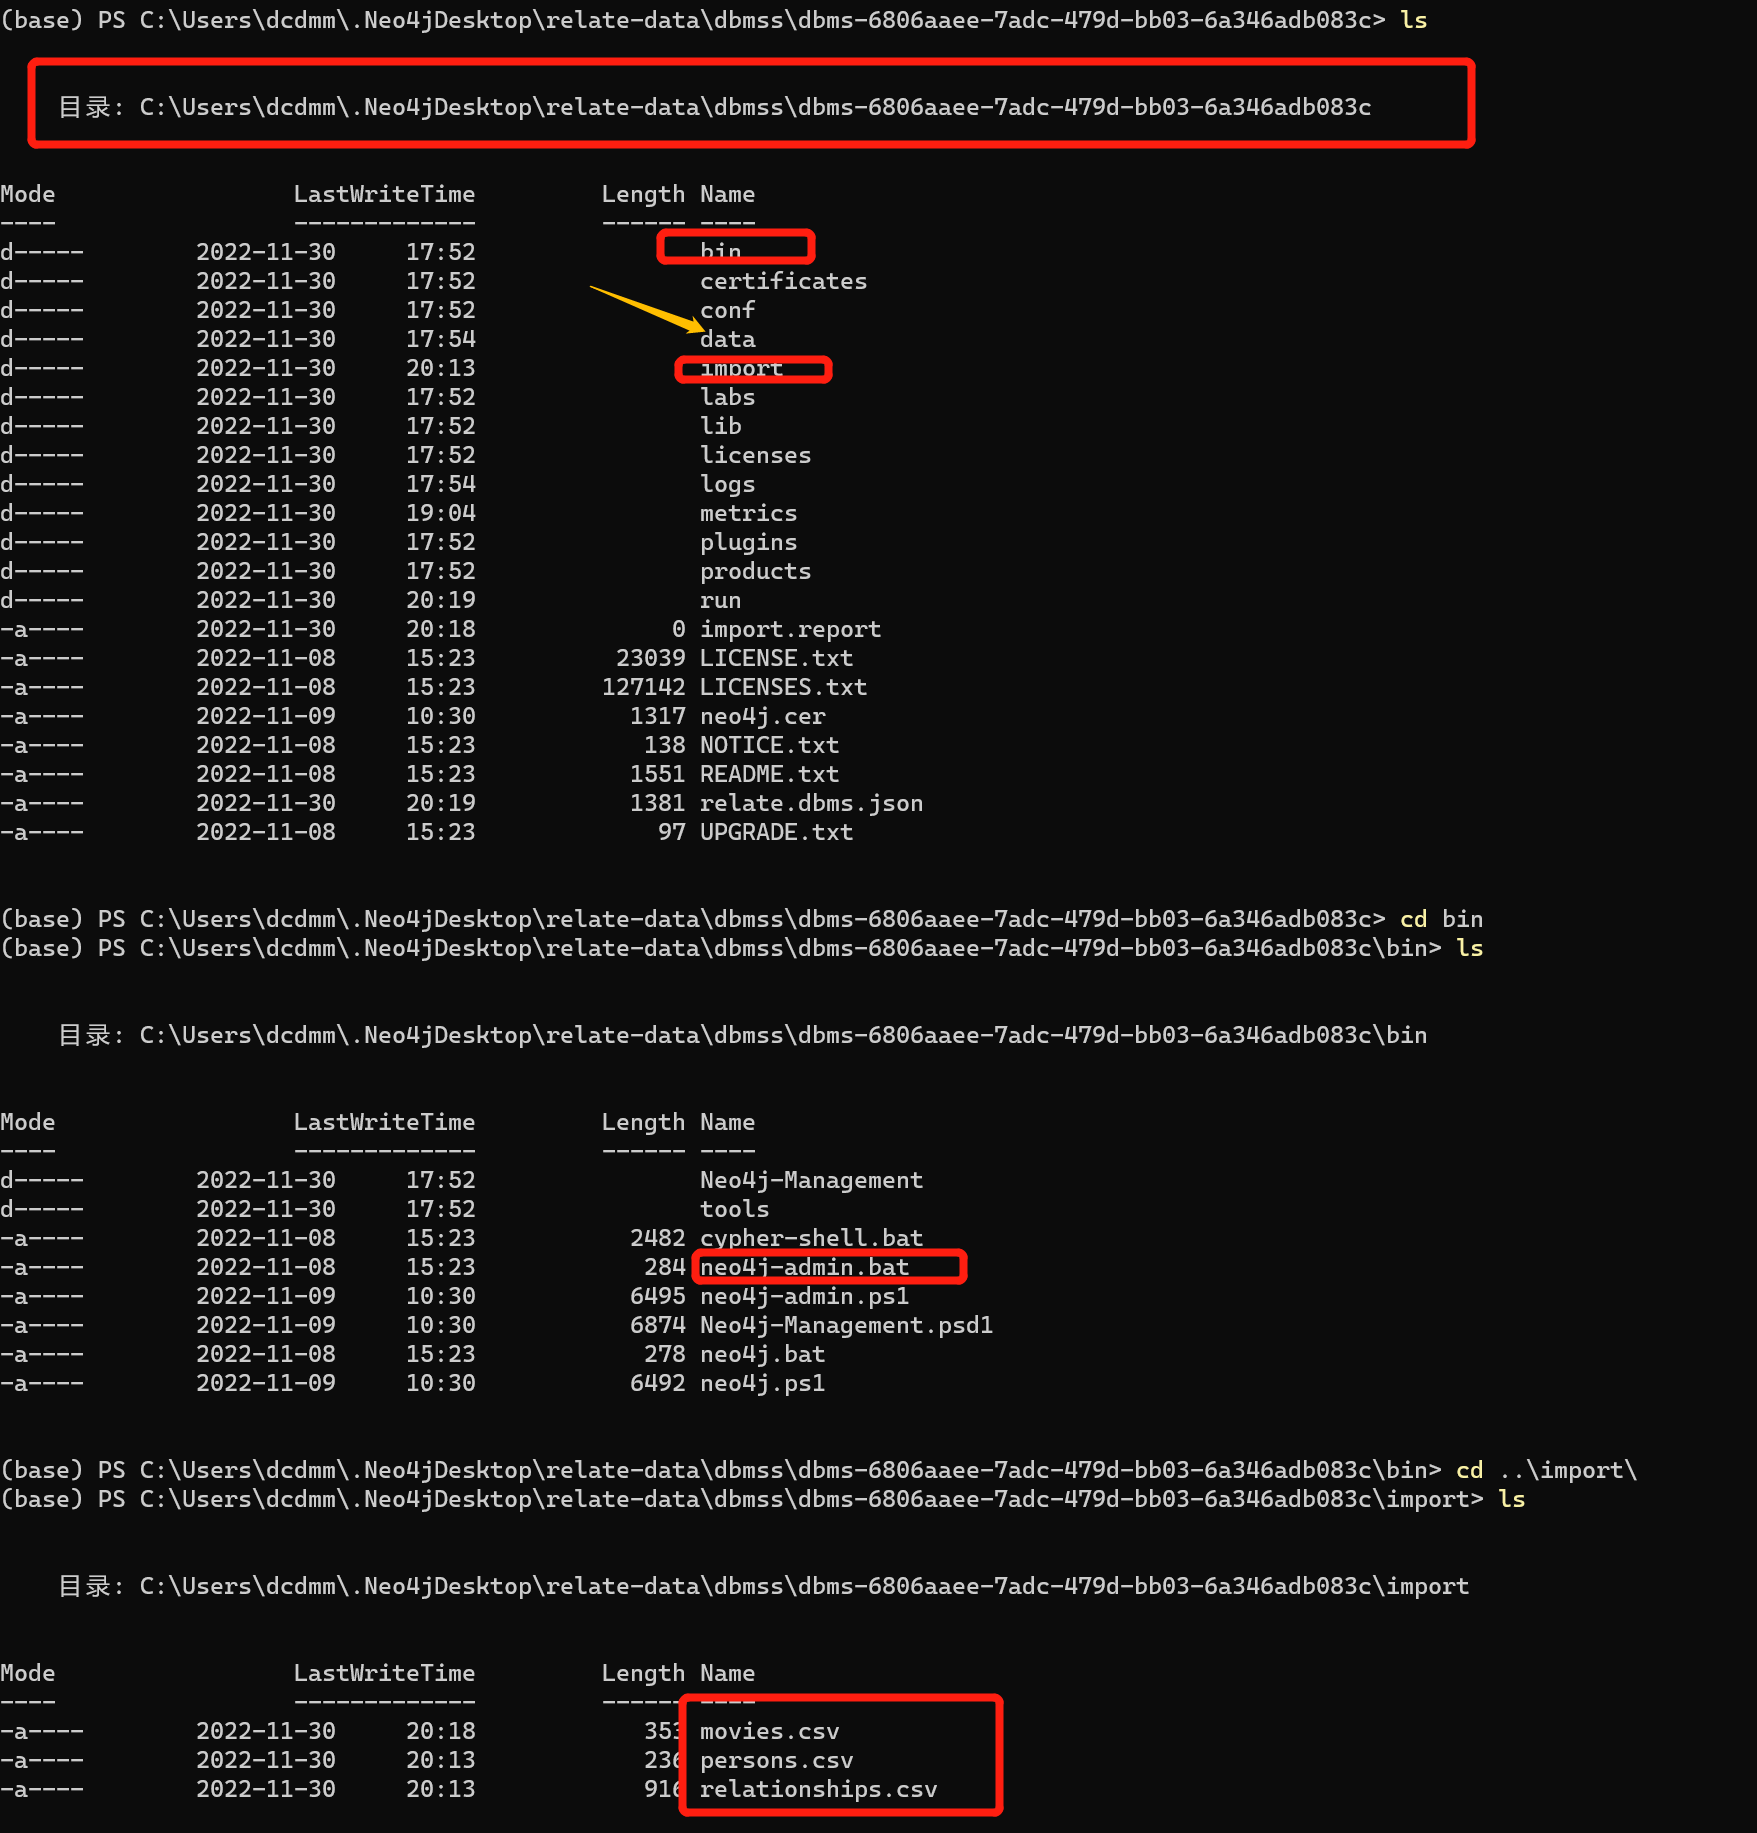 (base) PS C:\Users\dcdmm\.Neo4jDesktop\relate-data\dbmss\dbms-6806aaee-7adc-479d-bb03-6a346adb083c> ls
目录: C:\Users\dcdmm\.Neo4jDesktop\relate-data\dbmss\dbms-6806aaee-7adc-479d-bb03-6a346adb083c
Mode LastWriteTime Length Name
---- ------------- ------ ----
d----- 2022-11-30 17:52 bin
d----- 2022-11-30 17:52 certificates
d----- 2022-11-30 17:52 conf
d----- 2022-11-30 17:54 data
d----- 2022-11-30 20:13 import
d----- 2022-11-30 17:52 labs
d----- 2022-11-30 17:52 lib
d----- 2022-11-30 17:52 licenses
d----- 2022-11-30 17:54 logs
d----- 2022-11-30 19:04 metrics
d----- 2022-11-30 17:52 plugins
d----- 2022-11-30 17:52 products
d----- 2022-11-30 20:19 run
-a---- 2022-11-30 20:18 0 import.report
-a---- 2022-11-08 15:23 23039 LICENSE.txt
-a---- 2022-11-08 15:23 127142 LICENSES.txt
-a---- 2022-11-09 10:30 1317 neo4j.cer
-a---- 2022-11-08 15:23 138 NOTICE.txt
-a---- 2022-11-08 15:23 1551 README.txt
-a---- 2022-11-30 20:19 1381 relate.dbms.json
-a---- 2022-11-08 15:23 97 UPGRADE.txt
(base) PS C:\Users\dcdmm\.Neo4jDesktop\relate-data\dbmss\dbms-6806aaee-7adc-479d-bb03-6a346adb083c> cd bin
(base) PS C:\Users\dcdmm\.Neo4jDesktop\relate-data\dbmss\dbms-6806aaee-7adc-479d-bb03-6a346adb083c\bin> ls
目录: C:\Users\dcdmm\.Neo4jDesktop\relate-data\dbmss\dbms-6806aaee-7adc-479d-bb03-6a346adb083c\bin
Mode LastWriteTime Length Name
---- ------------- ------ ----
d----- 2022-11-30 17:52 Neo4j-Management
d----- 2022-11-30 17:52 tools
-a---- 2022-11-08 15:23 2482 cypher-shell.bat
-a---- 2022-11-08 15:23 284 neo4j-admin.bat
-a---- 2022-11-09 10:30 6495 neo4j-admin.ps1
-a---- 2022-11-09 10:30 6874 Neo4j-Management.psd1
-a---- 2022-11-08 15:23 278 neo4j.bat
-a---- 2022-11-09 10:30 6492 neo4j.ps1
(base) PS C:\Users\dcdmm\.Neo4jDesktop\relate-data\dbmss\dbms-6806aaee-7adc-479d-bb03-6a346adb083c\bin> cd ..\import\
(base) PS C:\Users\dcdmm\.Neo4jDesktop\relate-data\dbmss\dbms-6806aaee-7adc-479d-bb03-6a346adb083c\import> ls
目录: C:\Users\dcdmm\.Neo4jDesktop\relate-data\dbmss\dbms-6806aaee-7adc-479d-bb03-6a346adb083c\import
Mode LastWriteTime Length Name
---- ------------- ------ ----
-a---- 2022-11-30 20:18 353 movies.csv
-a---- 2022-11-30 20:13 236 persons.csv
-a---- 2022-11-30 20:13 916 relationships.csv